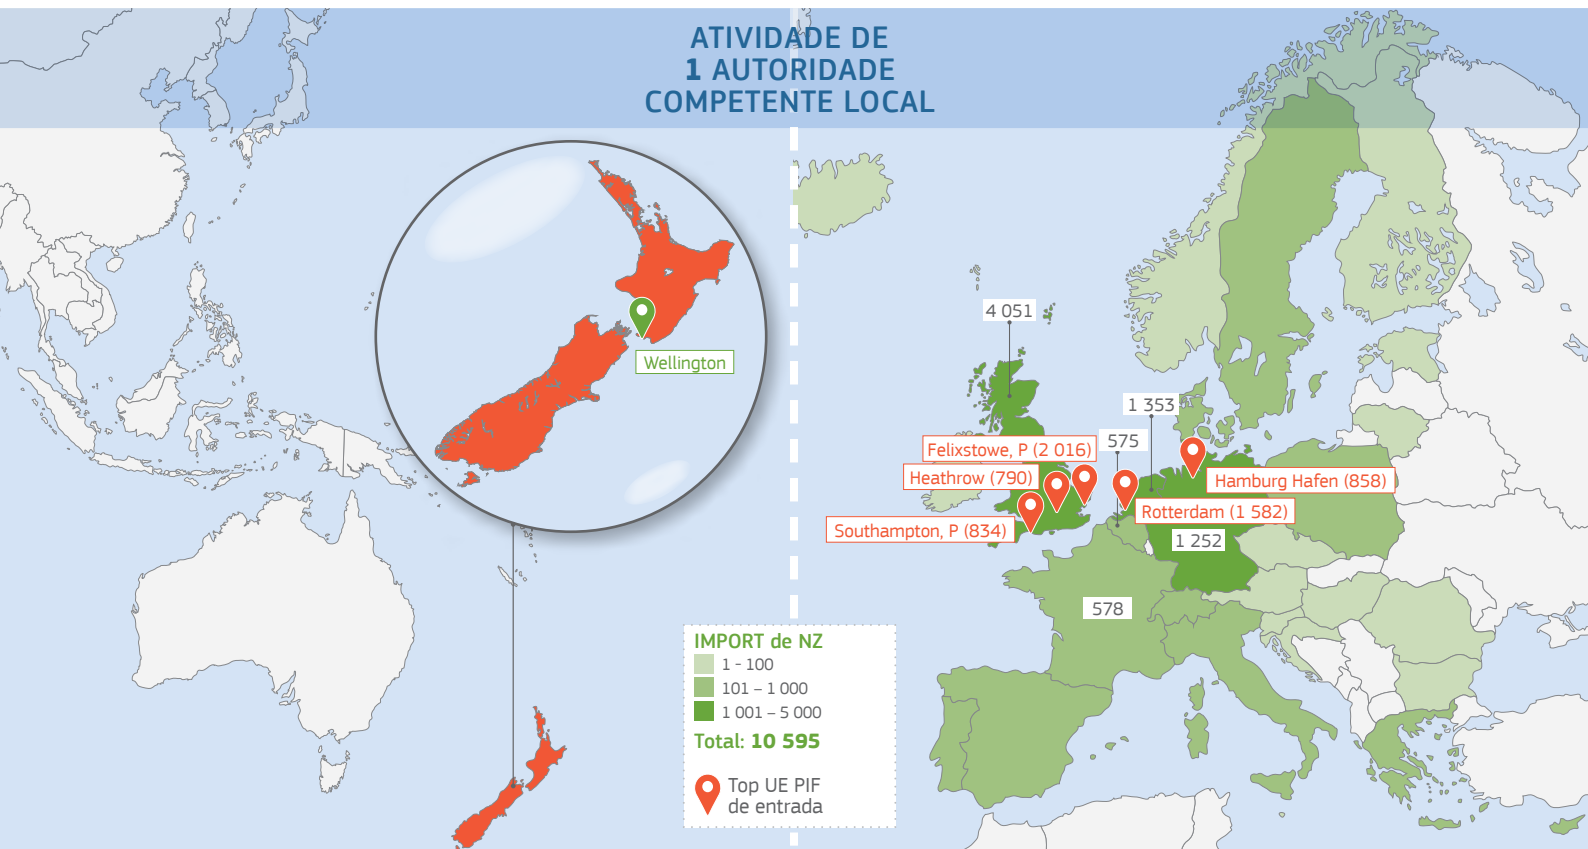 ATIVIDADE DE
1 AUTORIDADE
COMPETENTE LOCAL
Wellington
4 051
1 353
575
Felixstowe, P (2 016)
Heathrow (790)
Southampton, P (834)
Hamburg Hafen (858)
Rotterdam (1 582)
1 252
578
IMPORT de NZ
1 - 100
101 – 1 000
1 001 – 5 000
Total: 10 595
Top UE PIF
de entrada